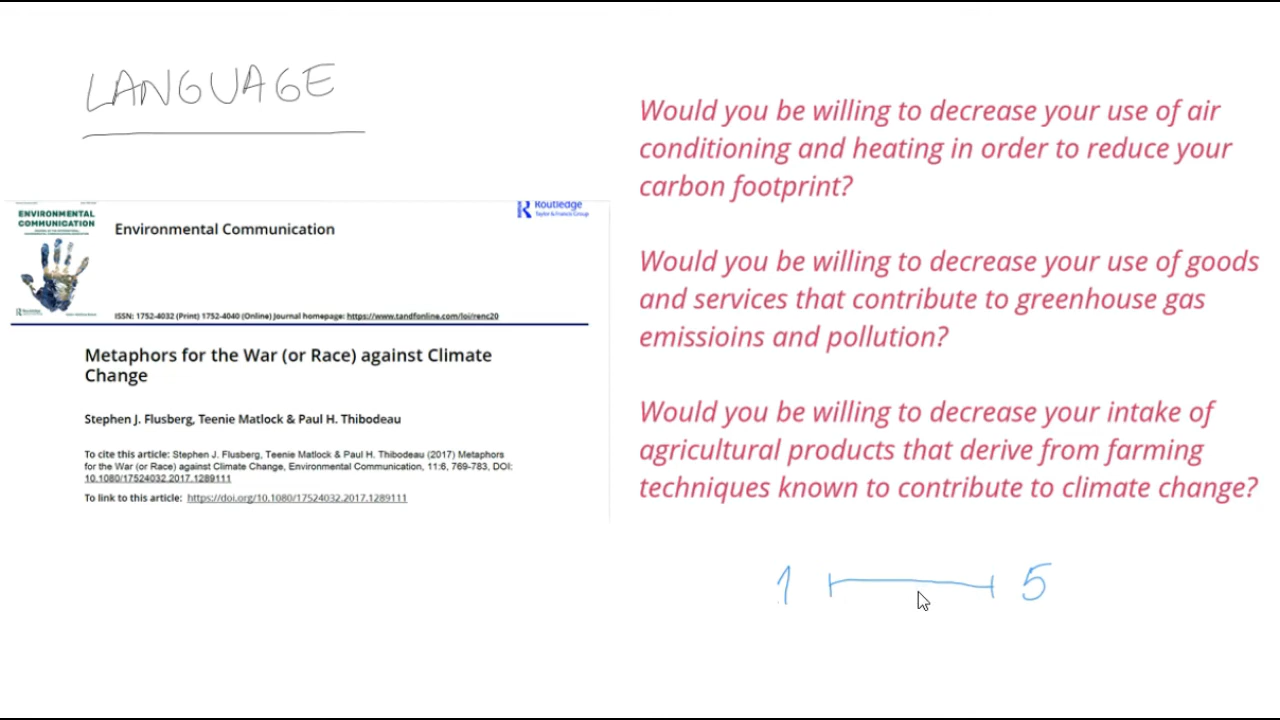 LANGUAGE
Would you be willing to decrease your use of air
conditioning and heating in order to reduce your
carbon footprint?
Would you be willing to decrease your use of goods
and services that contribute to greenhouse gas
emissioins and pollution?
Would you be willing to decrease your intake of
agricultural products that derive from farming
techniques known to contribute to climate change?
1 5
ENVIRONMENTAL
COMMUNICATION
Routledge
Taylor & Francis Group
Environmental Communication
Routledge
ISSN: 1752-4032 (Print) 1752-4040 (Online) Journal homepage: https://www.tandfonline.com/loi/renc20
Metaphors for the War (or Race) against Climate
Change
Stephen J. Flusberg, Teenie Matlock & Paul H. Thibodeau
To cite this article: Stephen J. Flusberg, Teenie Matlock & Paul H. Thibodeau (2017) Metaphors
for the War (or Race) against Climate Change, Environmental Communication, 11:6, 769-783, DOI:
10.1080/17524032.2017.1289111
To link to this article: https://doi.org/10.1080/17524032.2017.1289111